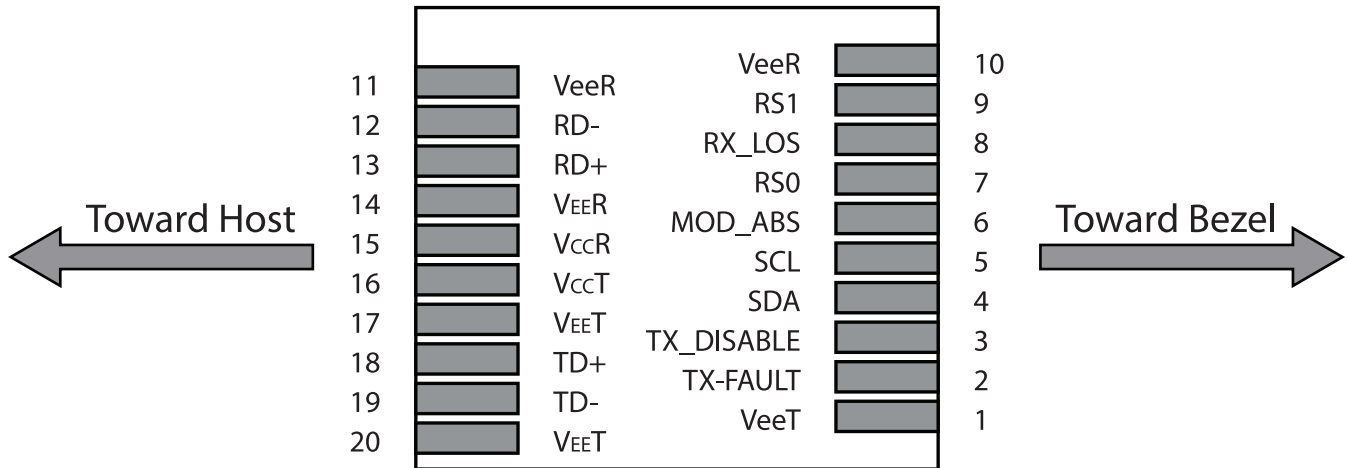 VeeR 10
11 VeeR
RS1 9
12 RD-
RX_LOS 8
13 RD+
RS0 7
14 VEER
MOD_ABS 6
Toward Host
Toward Bezel
15 VCCR
SCL 5
16 VCCT
SDA 4
17 VEET
TX_DISABLE 3
18 TD+
TX-FAULT 2
19 TD-
VeeT 1
20 VEET